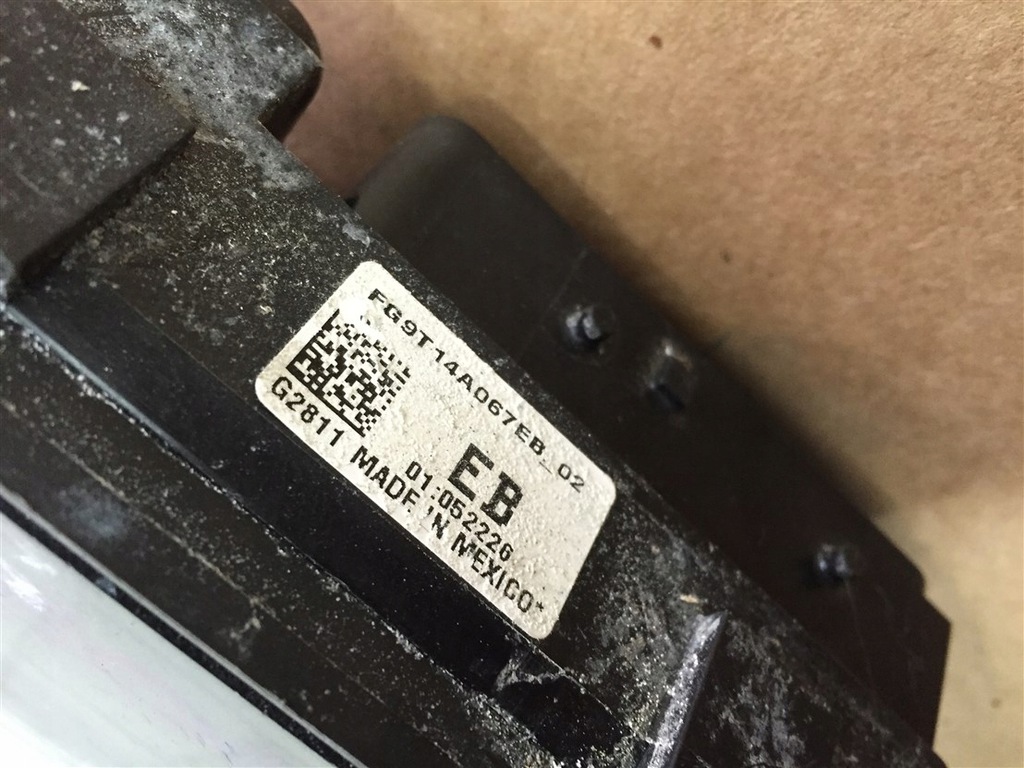 FG9T14A067EB_02
EB
01:052226
G2811 MADE IN MEXICO*